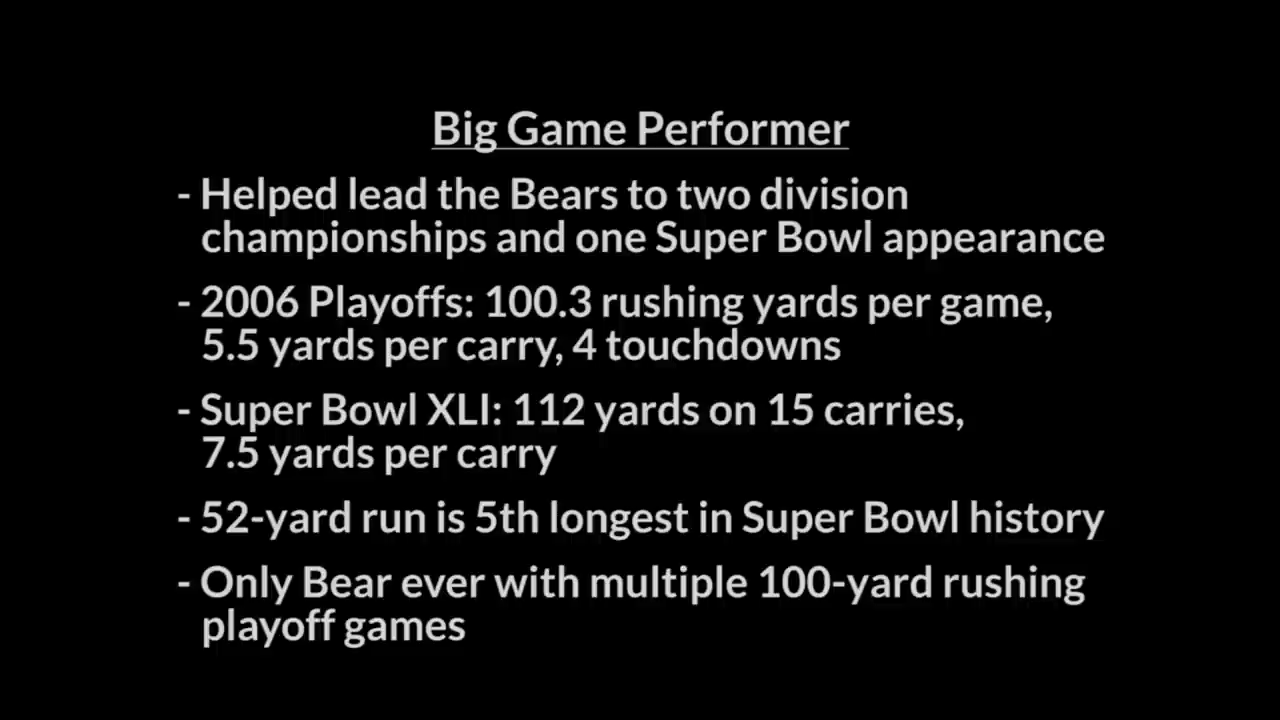 Big Game Performer
- Helped lead the Bears to two division
championships and one Super Bowl appearance
- 2006 Playoffs: 100.3 rushing yards per game,
5.5 yards per carry, 4 touchdowns
- Super Bowl XLI: 112 yards on 15 carries,
7.5 yards per carry
- 52-yard run is 5th longest in Super Bowl history
- Only Bear ever with multiple 100-yard rushing
playoff games